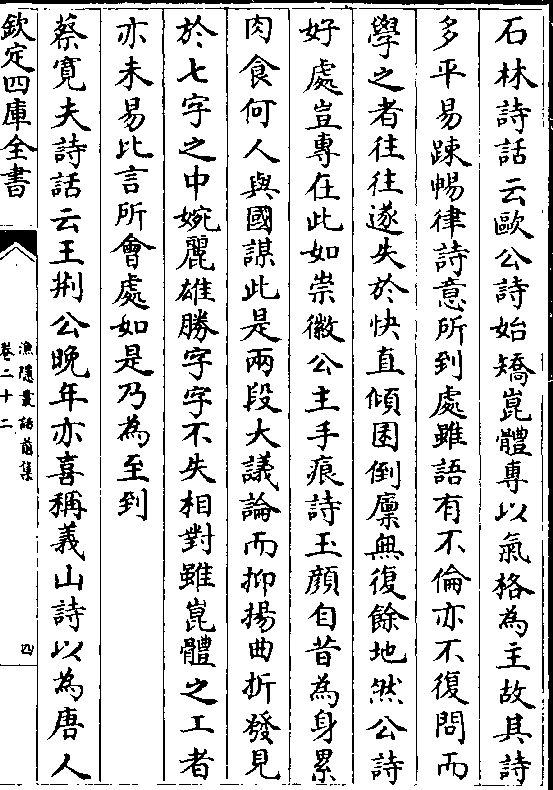 石林詩話云歐公詩始矯崑體專以氣格為主故其詩
多平易踈暢律詩意所到處雖語有不倫亦不復問而
學之者往往遂失於快直傾囷倒廩無復餘地然公詩
好處豈專在此如崇徽公主手痕詩玉顔自昔為身累
肉食何人與國謀此是兩段大議論而抑揚曲折發見
於七字之中婉麗雄勝字字不失相對雖崑體之工者
亦未易比言所會處如是乃為至到
蔡寛夫詩話云王荆公晚年亦喜稱義山詩以為唐人
欽定四庫全書
漁隱叢話前集
卷二十二
四